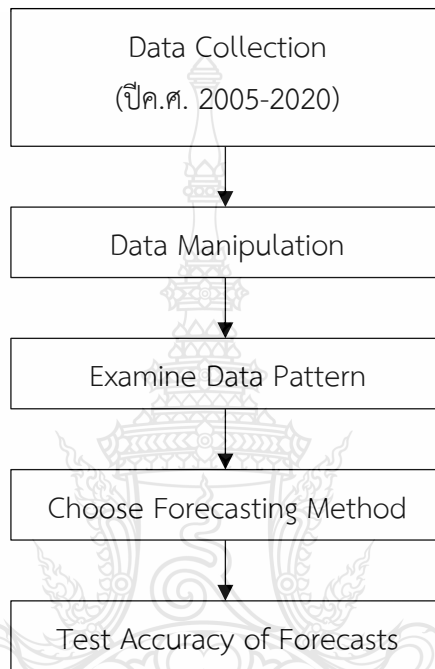 Data Collection
(ปีค.ศ. 2005-2020)
Data Manipulation
Examine Data Pattern
Choose Forecasting Method
Test Accuracy of Forecasts